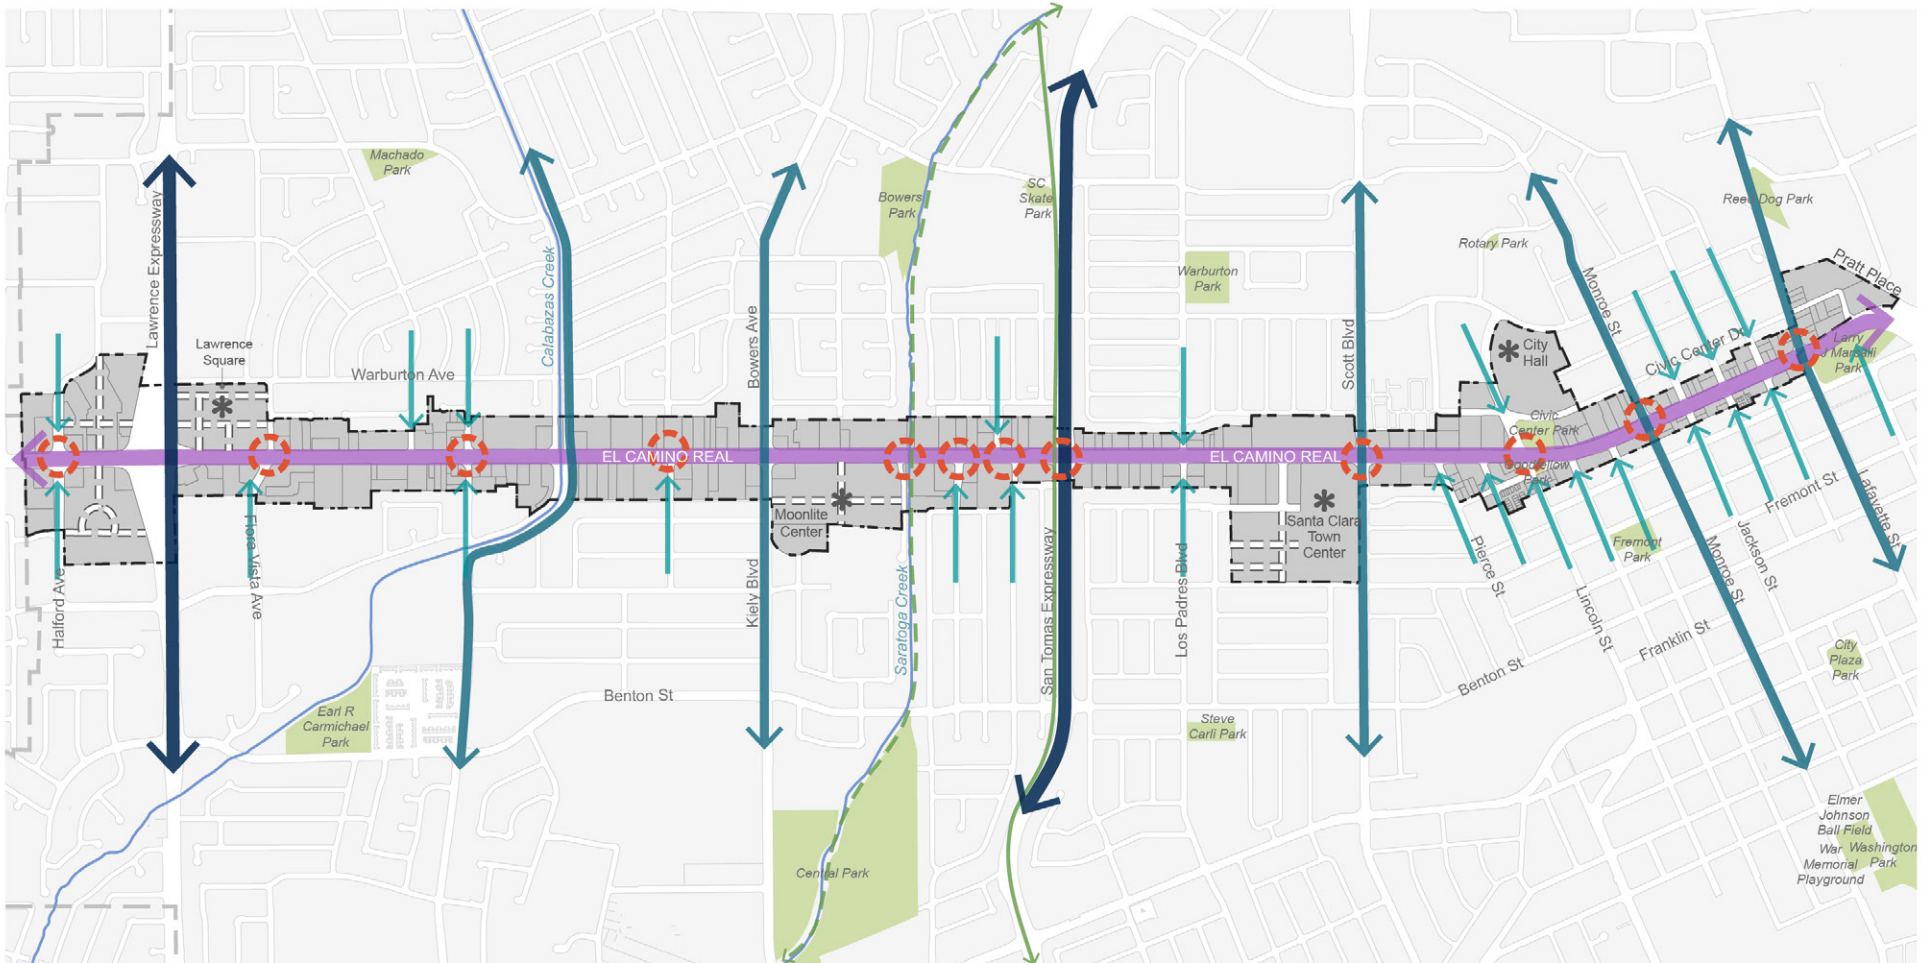 Machado
Park
Bowers
Park
SC
Skate
Park
Reed Dog Park
Rotary Park
Warburton
Park
Pratt Place
Lawrence Expressway
Calabazas Creek
Bowers Ave
Scott Blvd
Monroe St
Lawrence
Square
Warburton Ave
City
Hall
Civic Center Dr
Larry
J Marsalli
Park
Civic
Center Park
EL CAMINO REAL
EL CAMINO REAL
Goodfellow
Park
Moonlite
Center
Santa Clara
Town
Center
Fremont St
Lafayette St
Halford Ave
Flora Vista Ave
Kiely Blvd
Saratoga Creek
San Tomas Expressway
Los Padres Blvd
Pierce St
Lincoln St
Fremont
Park
Monroe St
Jackson St
Franklin St
Benton St
Benton St
City
Plaza
Park
Earl R
Carmichael
Park
Steve
Carli Park
Central Park
Elmer
Johnson
Ball Field
War
Memorial
Playground
Washington
Park